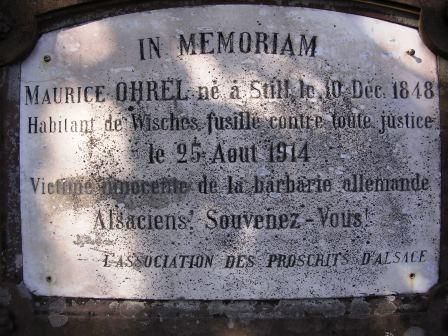 IN MEMORIAM
MAURICE OHREL né à Still le 10 Déc. 1848
Habitant de Wisches, fusillé contre toute justice
le 25 Aout 1914
Victime innocente de la barbarie allemande
Alsaciens! Souvenez-Vous!
L'ASSOCIATION DES PROSCRITS D'ALSACE